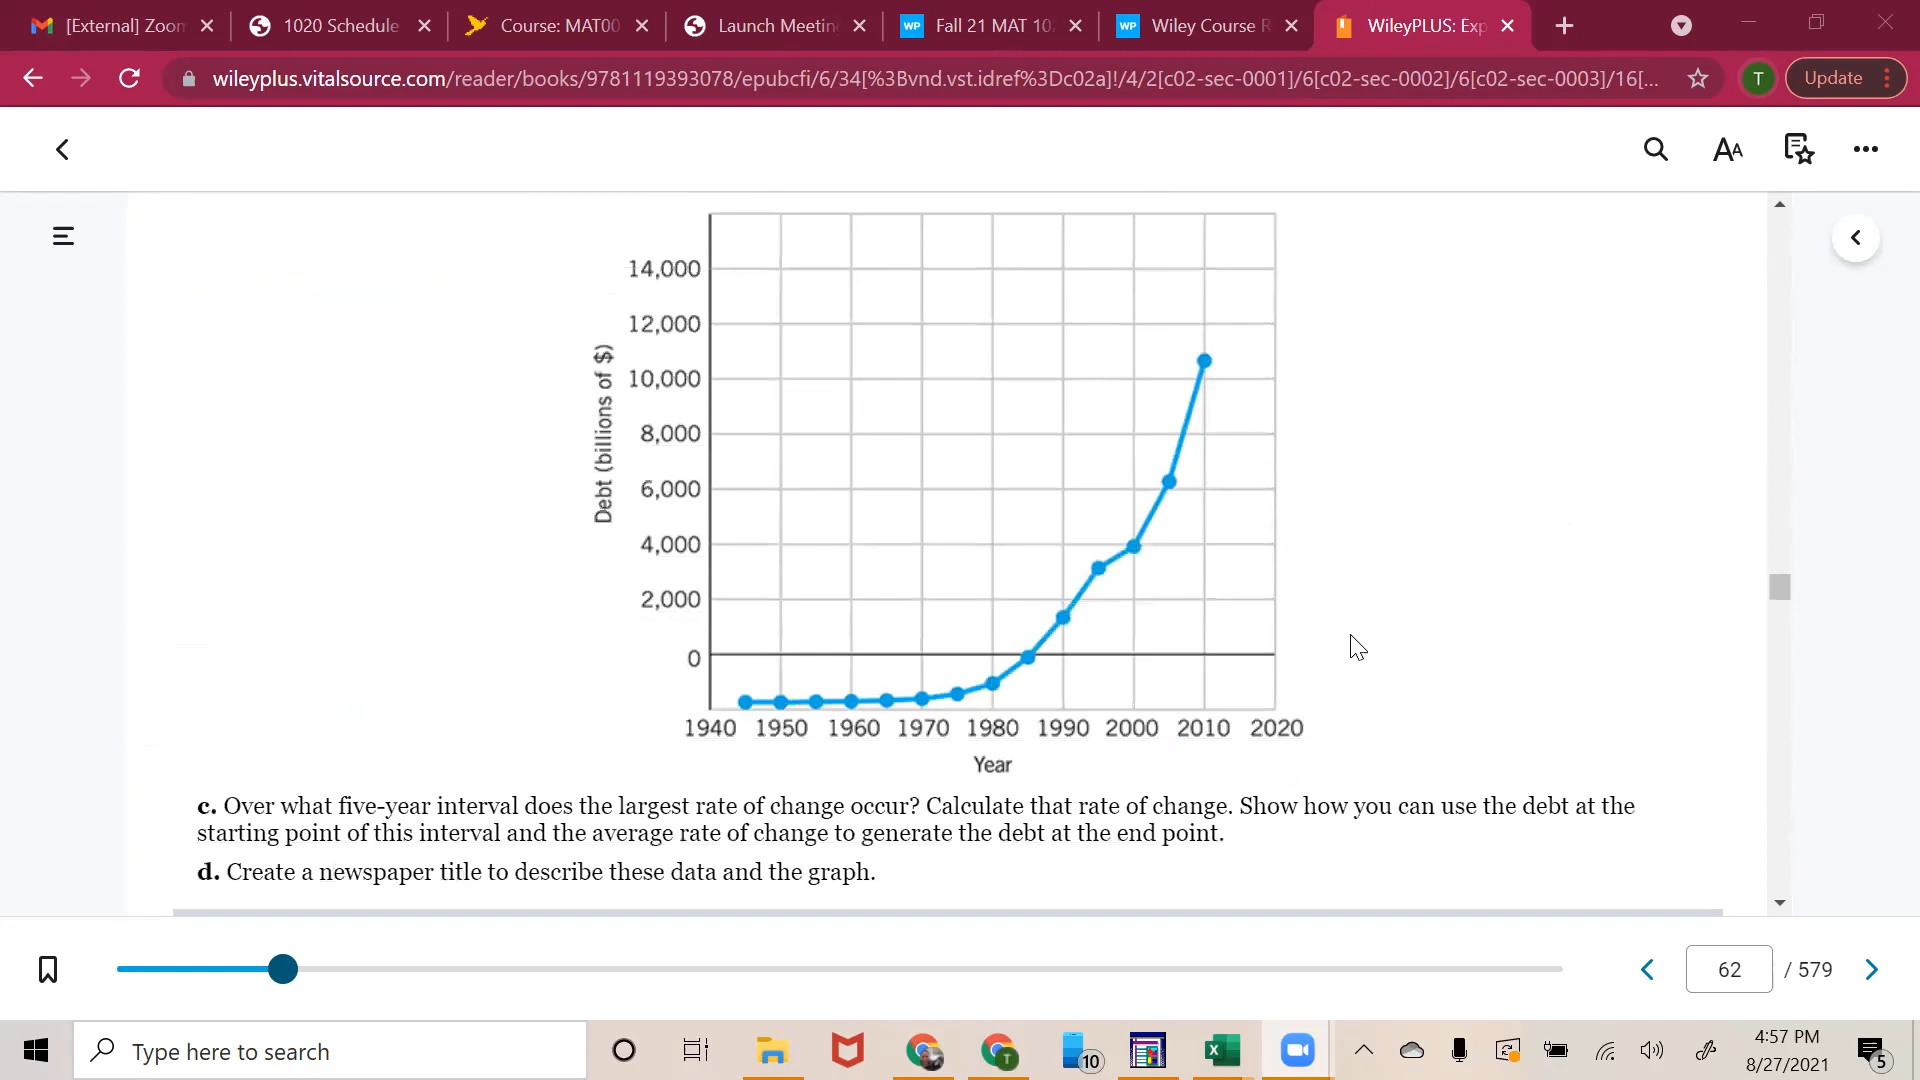 [External] Zoom
1020 Schedule
Course: MAT00
Launch Meetin
WP Fall 21 MAT 10
WP Wiley Course R
WileyPLUS: Exp
wileyplus.vitalsource.com/reader/books/9781119393078/epubcfi/6/34[%3Bvnd.vst.idref%3Dc02a]!/4/2[c02-sec-0001]/6[c02-sec-0002]/6[c02-sec-0003]/16[...
T
Update
AA
14,000
12,000
10,000
8,000
6,000
4,000
2,000
0
Debt (billions of $)
1940 1950 1960 1970 1980 1990 2000 2010 2020
Year
c. Over what five-year interval does the largest rate of change occur? Calculate that rate of change. Show how you can use the debt at the
starting point of this interval and the average rate of change to generate the debt at the end point.
d. Create a newspaper title to describe these data and the graph.
62 / 579
Type here to search
T
10
X
4:57 PM
8/27/2021
5